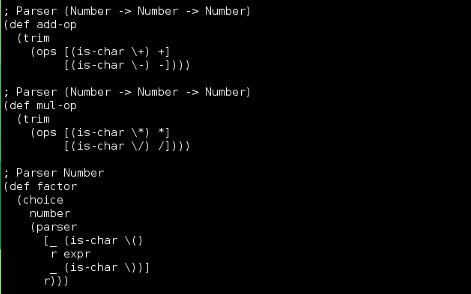 ; Parser (Number -> Number -> Number)
(def add-op
  (trim
    (ops [(is-char \+) +]
         [(is-char \-) -])))

; Parser (Number -> Number -> Number)
(def mul-op
  (trim
    (ops [(is-char \*) *]
         [(is-char \/) /])))

; Parser Number
(def factor
  (choice
    number
    (parser
      [_ (is-char \()
       r expr
       _ (is-char \))]
      r)))